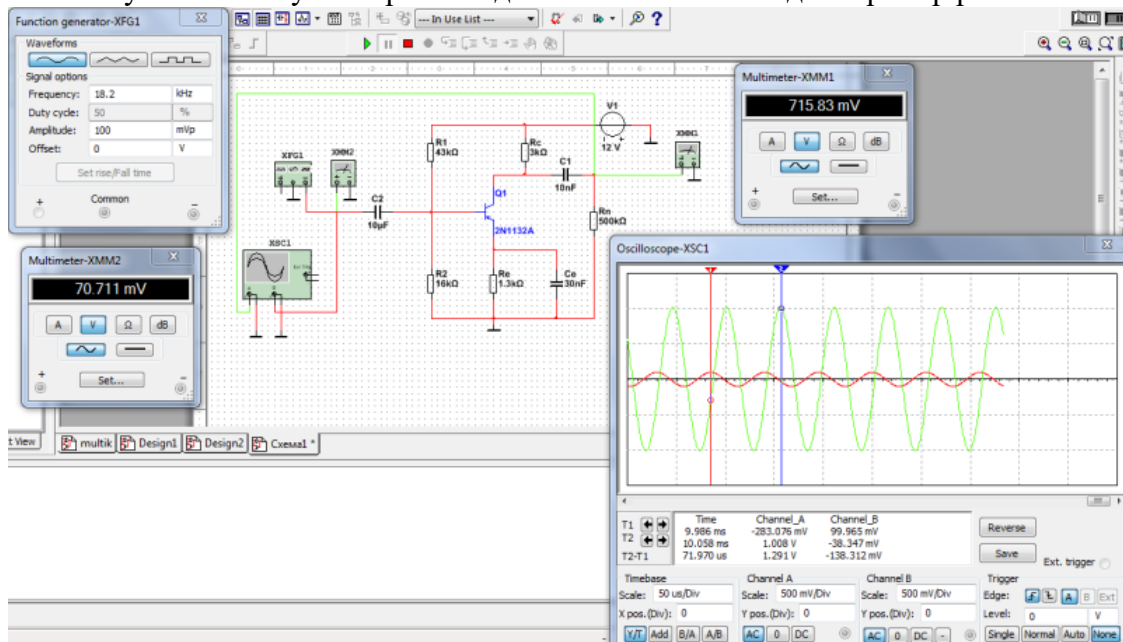 --- In Use List ---
Function generator-XFG1
Waveforms
Signal options
Frequency: 18.2 kHz
Duty cycle: 50 %
Amplitude: 100 mVp
Offset: 0 V
Set rise/Fall time
+ Common −
Multimeter-XMM2
70.711 mV
A V Ω dB
+ Set... −
Multimeter-XMM1
715.83 mV
A V Ω dB
+ Set... −
V1
12 V
R1
43kΩ
Rc
3kΩ
XMM1
C1
10nF
XFG1
XMM2
C2
10µF
Q1
2N1132A
Rn
500kΩ
XSC1
Ext Trig
R2
16kΩ
Re
1.3kΩ
Ce
30nF
t View multik Design1 Design2 Схема1 *
Oscilloscope-XSC1
Time Channel_A Channel_B
T1 9.986 ms -283.076 mV 99.965 mV
T2 10.058 ms 1.008 V -38.347 mV
T2-T1 71.970 us 1.291 V -138.312 mV
Reverse
Save
Ext. trigger
Timebase
Scale: 50 us/Div
X pos.(Div): 0
Y/T Add B/A A/B
Channel A
Scale: 500 mV/Div
Y pos.(Div): 0
AC 0 DC
Channel B
Scale: 500 mV/Div
Y pos.(Div): 0
AC 0 DC -
Trigger
Edge: A B Ext
Level: 0 V
Single Normal Auto None